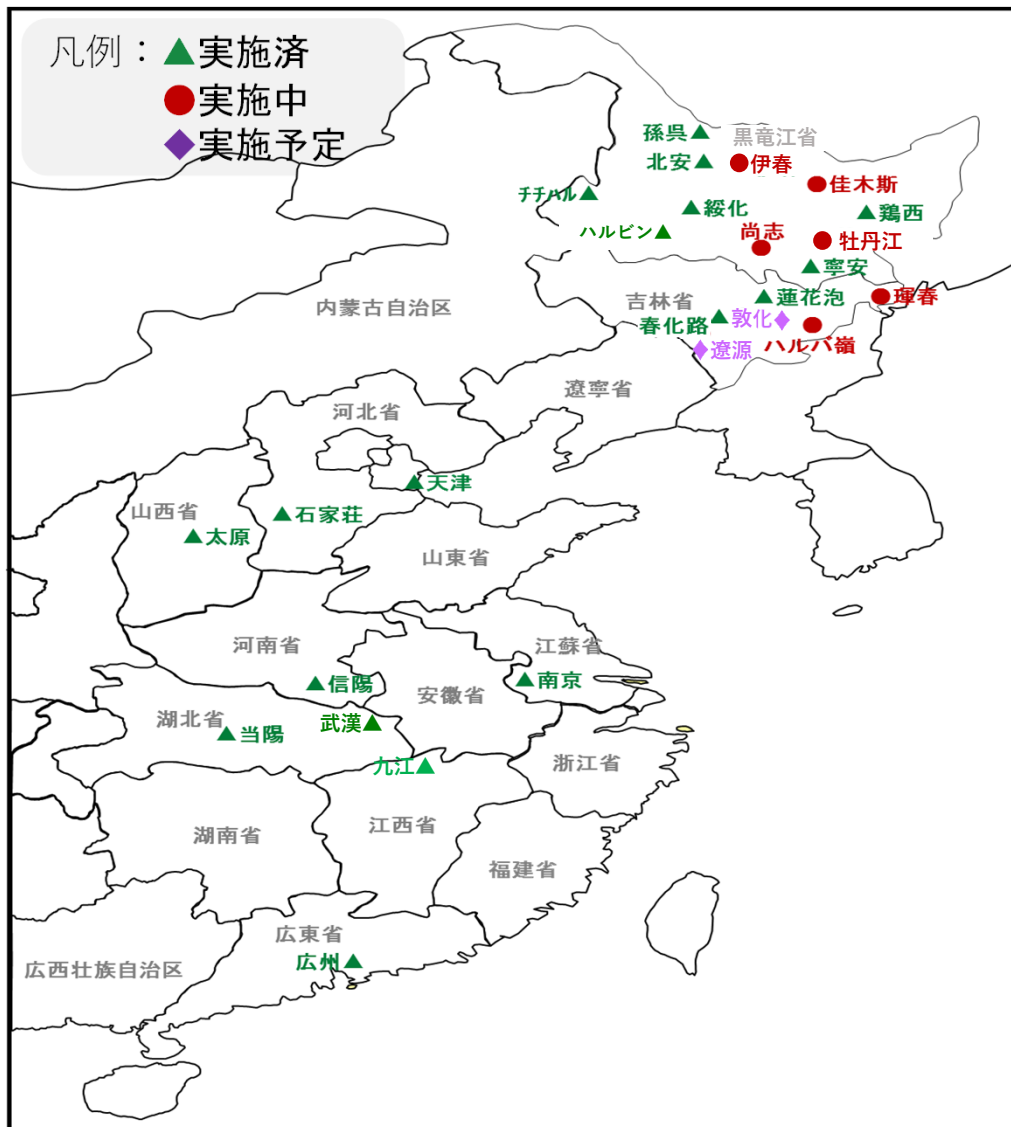 凡例：▲実施済
●実施中
◆実施予定
孫呉
黒竜江省
北安
伊春
佳木斯
チチハル
綏化
鶏西
ハルビン
尚志
牡丹江
寧安
内蒙古自治区
吉林省
蓮花泡
琿春
春化路
敦化
ハルバ嶺
遼源
遼寧省
河北省
天津
石家荘
山西省
太原
山東省
河南省
江蘇省
信陽
安徽省
南京
湖北省
武漢
当陽
九江
浙江省
湖南省
江西省
福建省
広東省
広州
広西壮族自治区